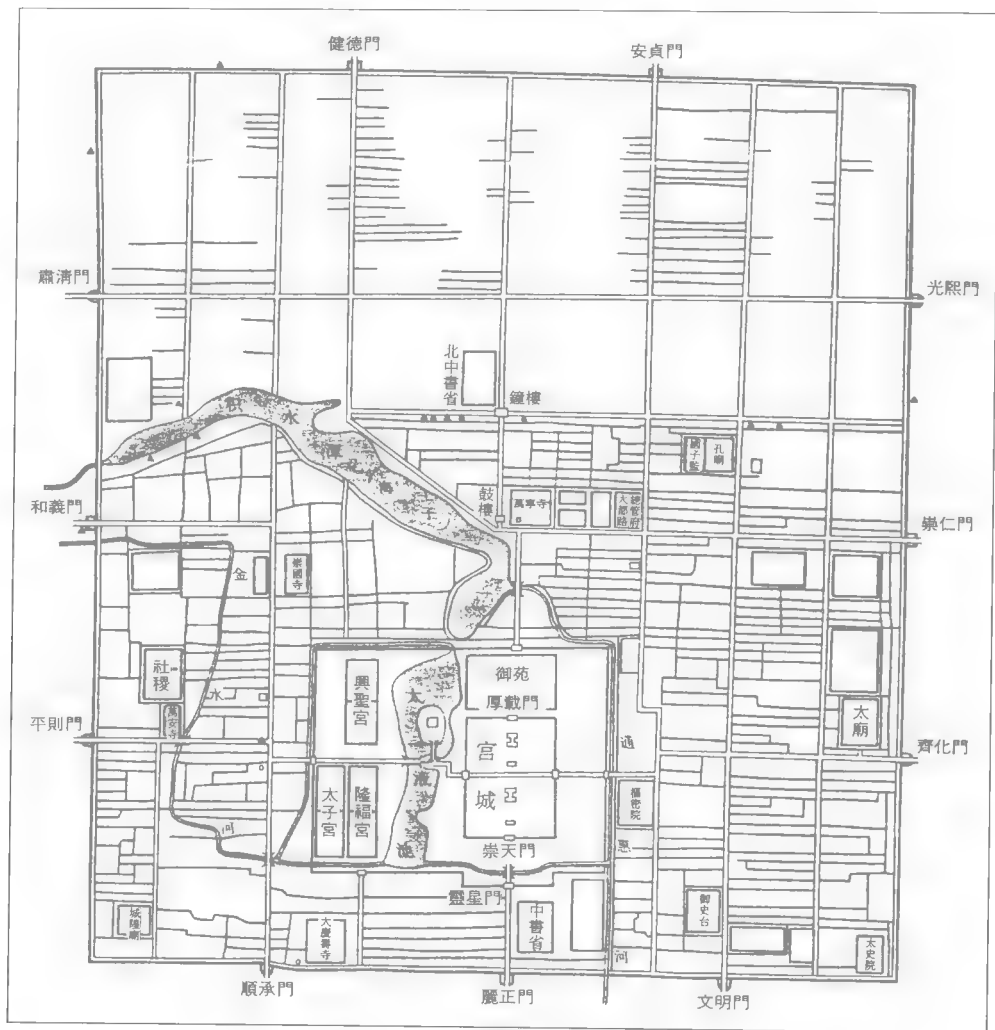 健德門
安貞門
肅清門
光熙門
北中書省
鐘樓
積水潭
海子
國子監
孔廟
和義門
鼓樓
萬寧寺
大都路總管府
崇仁門
金
崇國寺
社稷
水
萬安寺
興聖宮
太液池
御苑
厚載門
通
太廟
平則門
宮城
齊化門
太子宮
隆福宮
樞密院
河
崇天門
惠
靈星門
城隍廟
大慶壽寺
中書省
御史台
河
太史院
順承門
麗正門
文明門